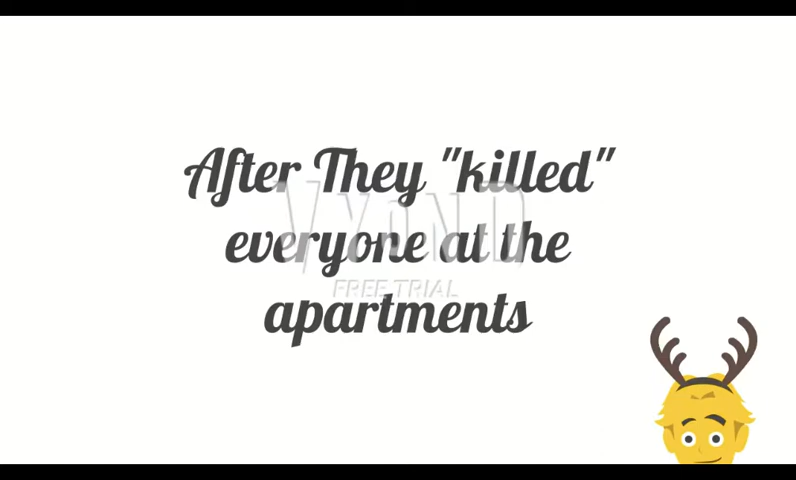 After They "killed"
everyone at the
apartments
VYOND
FREE TRIAL